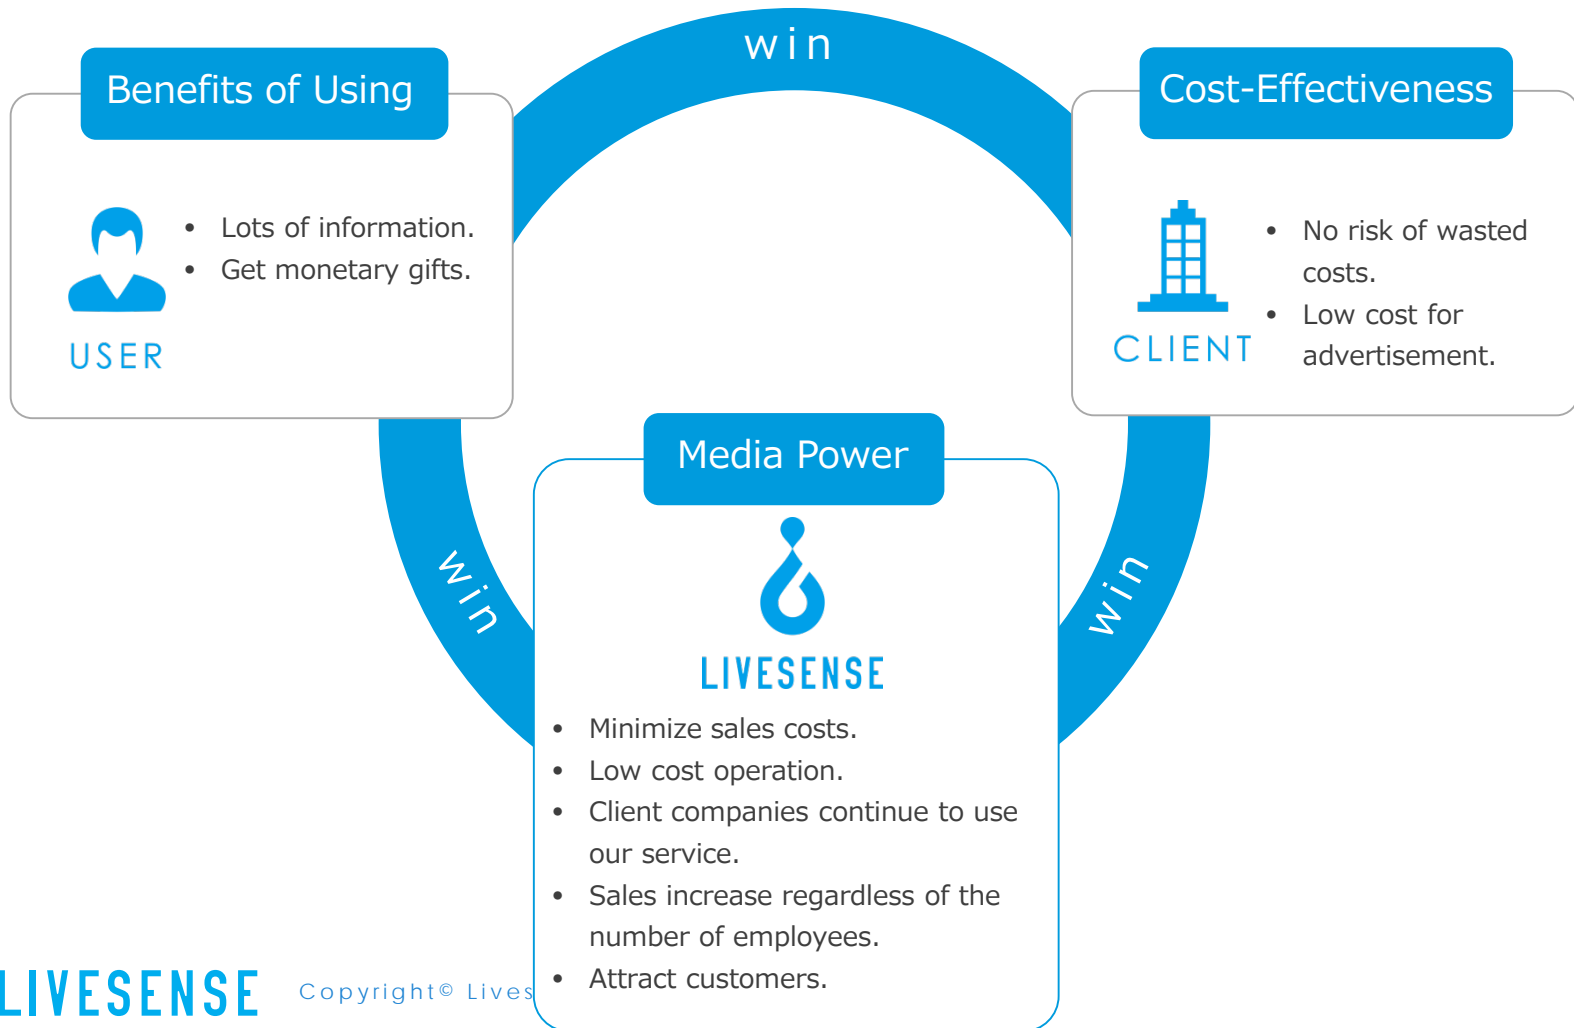 win
Benefits of Using
Cost-Effectiveness
• Lots of information.
• Get monetary gifts.
USER
• No risk of wasted
costs.
• Low cost for
advertisement.
CLIENT
Media Power
win
win
LIVESENSE
• Minimize sales costs.
• Low cost operation.
• Client companies continue to use
our service.
• Sales increase regardless of the
number of employees.
• Attract customers.
LIVESENSE
Copyright© Lives